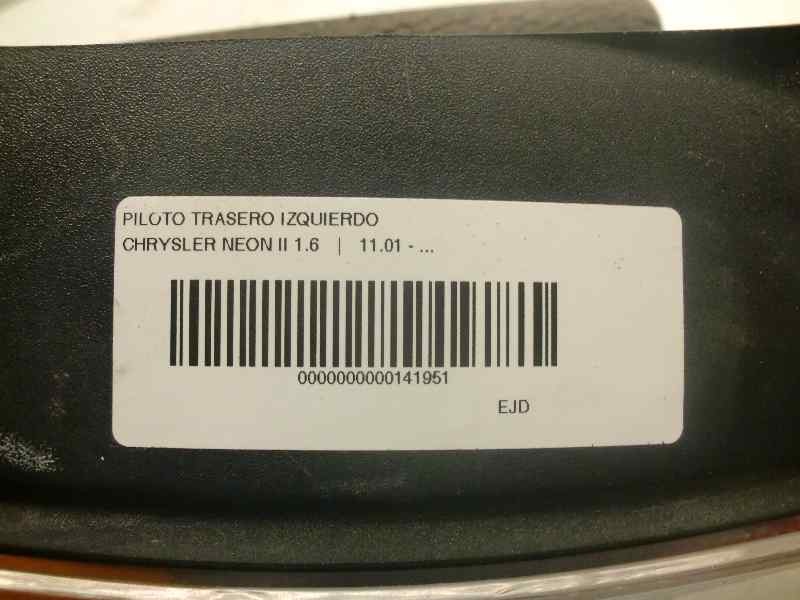 PILOTO TRASERO IZQUIERDO
CHRYSLER NEON II 1.6 | 11.01 - ...
0000000000141951
EJD